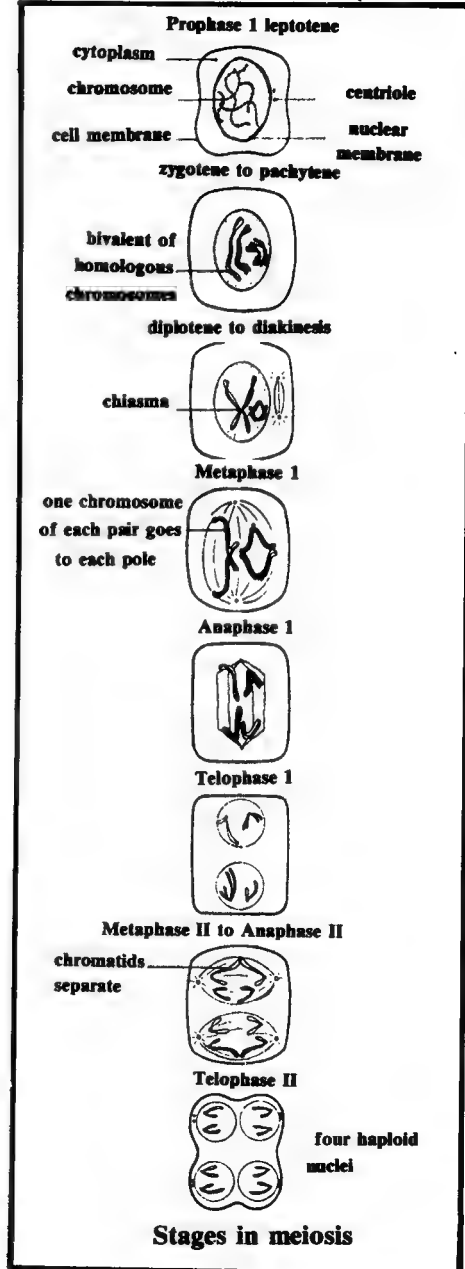 Prophase 1 leptotene
cytoplasm
chromosome
centriole
cell membrane
nuclear
membrane
zygotene to pachytene
bivalent of
homologous
chromosomes
diplotene to diakinesis
chiasma
Metaphase 1
one chromosome
of each pair goes
to each pole
Anaphase 1
Telophase 1
Metaphase II to Anaphase II
chromatids
separate
Telophase II
four haploid
nuclei
Stages in meiosis